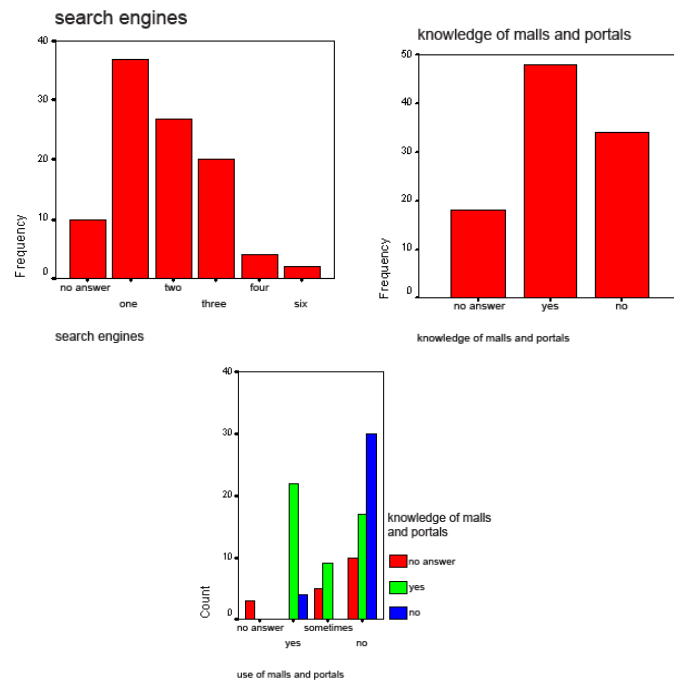 search engines
40
30
20
10
0
Frequency
no answer
one
two
three
four
six
search engines
knowledge of malls and portals
50
40
30
20
10
0
Frequency
no answer
yes
no
knowledge of malls and portals
40
30
20
10
0
Count
no answer
yes
sometimes
no
use of malls and portals
knowledge of malls
and portals
no answer
yes
no